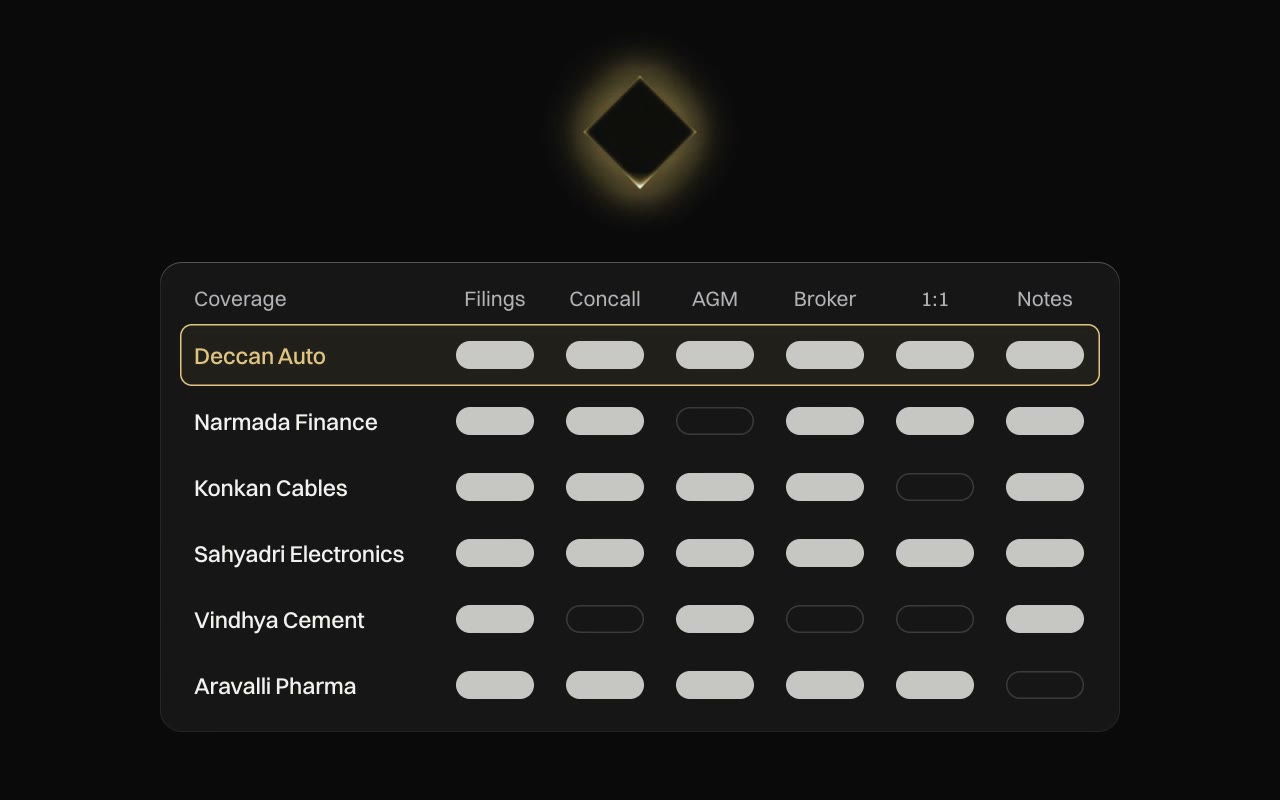 Coverage Filings Concall AGM Broker 1:1 Notes
Deccan Auto
Narmada Finance
Konkan Cables
Sahyadri Electronics
Vindhya Cement
Aravalli Pharma